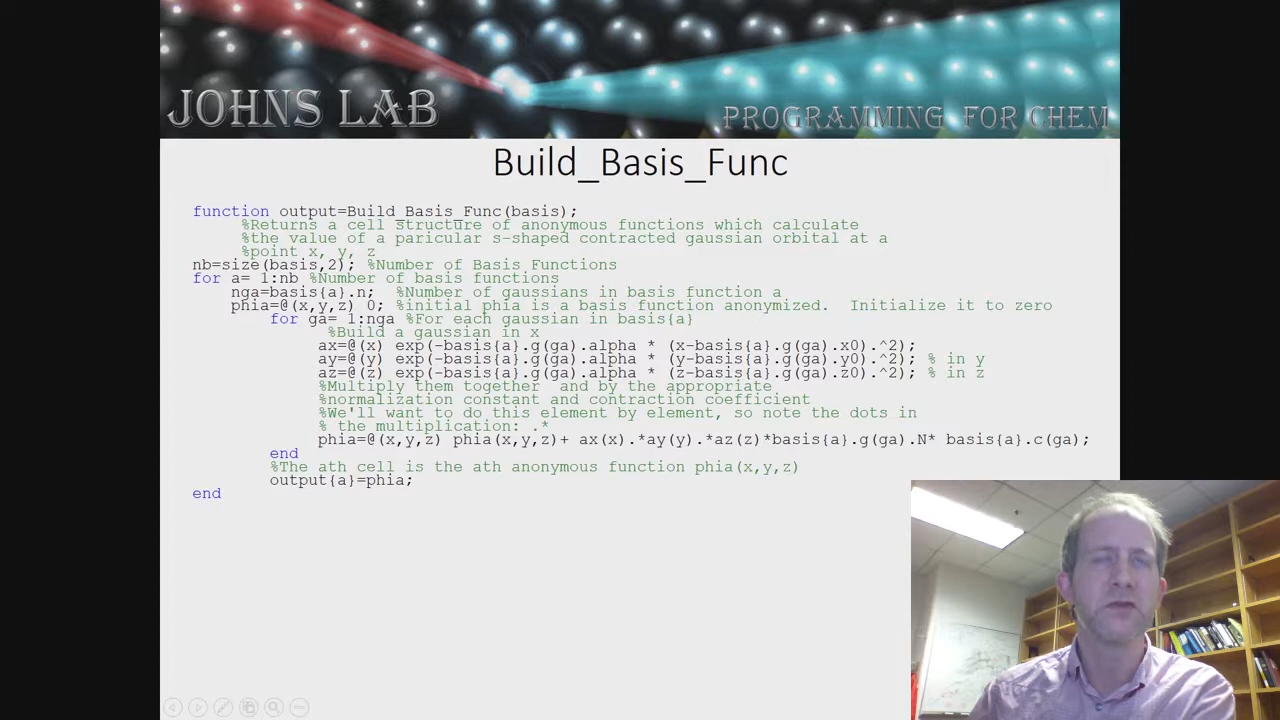 JOHNS LAB
PROGRAMMING FOR CHEM
Build_Basis_Func
function output=Build_Basis_Func(basis);
%Returns a cell structure of anonymous functions which calculate
%the value of a paricular s-shaped contracted gaussian orbital at a
%point x, y, z
nb=size(basis,2); %Number of Basis Functions
for a= 1:nb %Number of basis functions
nga=basis{a}.n; %Number of gaussians in basis function a
phia=@(x,y,z) 0; %initial phia is a basis function anonymized. Initialize it to zero
for ga= 1:nga %For each gaussian in basis{a}
%Build a gaussian in x
ax=@(x) exp(-basis{a}.g(ga).alpha * (x-basis{a}.g(ga).x0).^2);
ay=@(y) exp(-basis{a}.g(ga).alpha * (y-basis{a}.g(ga).y0).^2); % in y
az=@(z) exp(-basis{a}.g(ga).alpha * (z-basis{a}.g(ga).z0).^2); % in z
%Multiply them together and by the appropriate
%normalization constant and contraction coefficient
%We'll want to do this element by element, so note the dots in
% the multiplication: .*
phia=@(x,y,z) phia(x,y,z)+ ax(x).*ay(y).*az(z)*basis{a}.g(ga).N* basis{a}.c(ga);
end
%The ath cell is the ath anonymous function phia(x,y,z)
output{a}=phia;
end